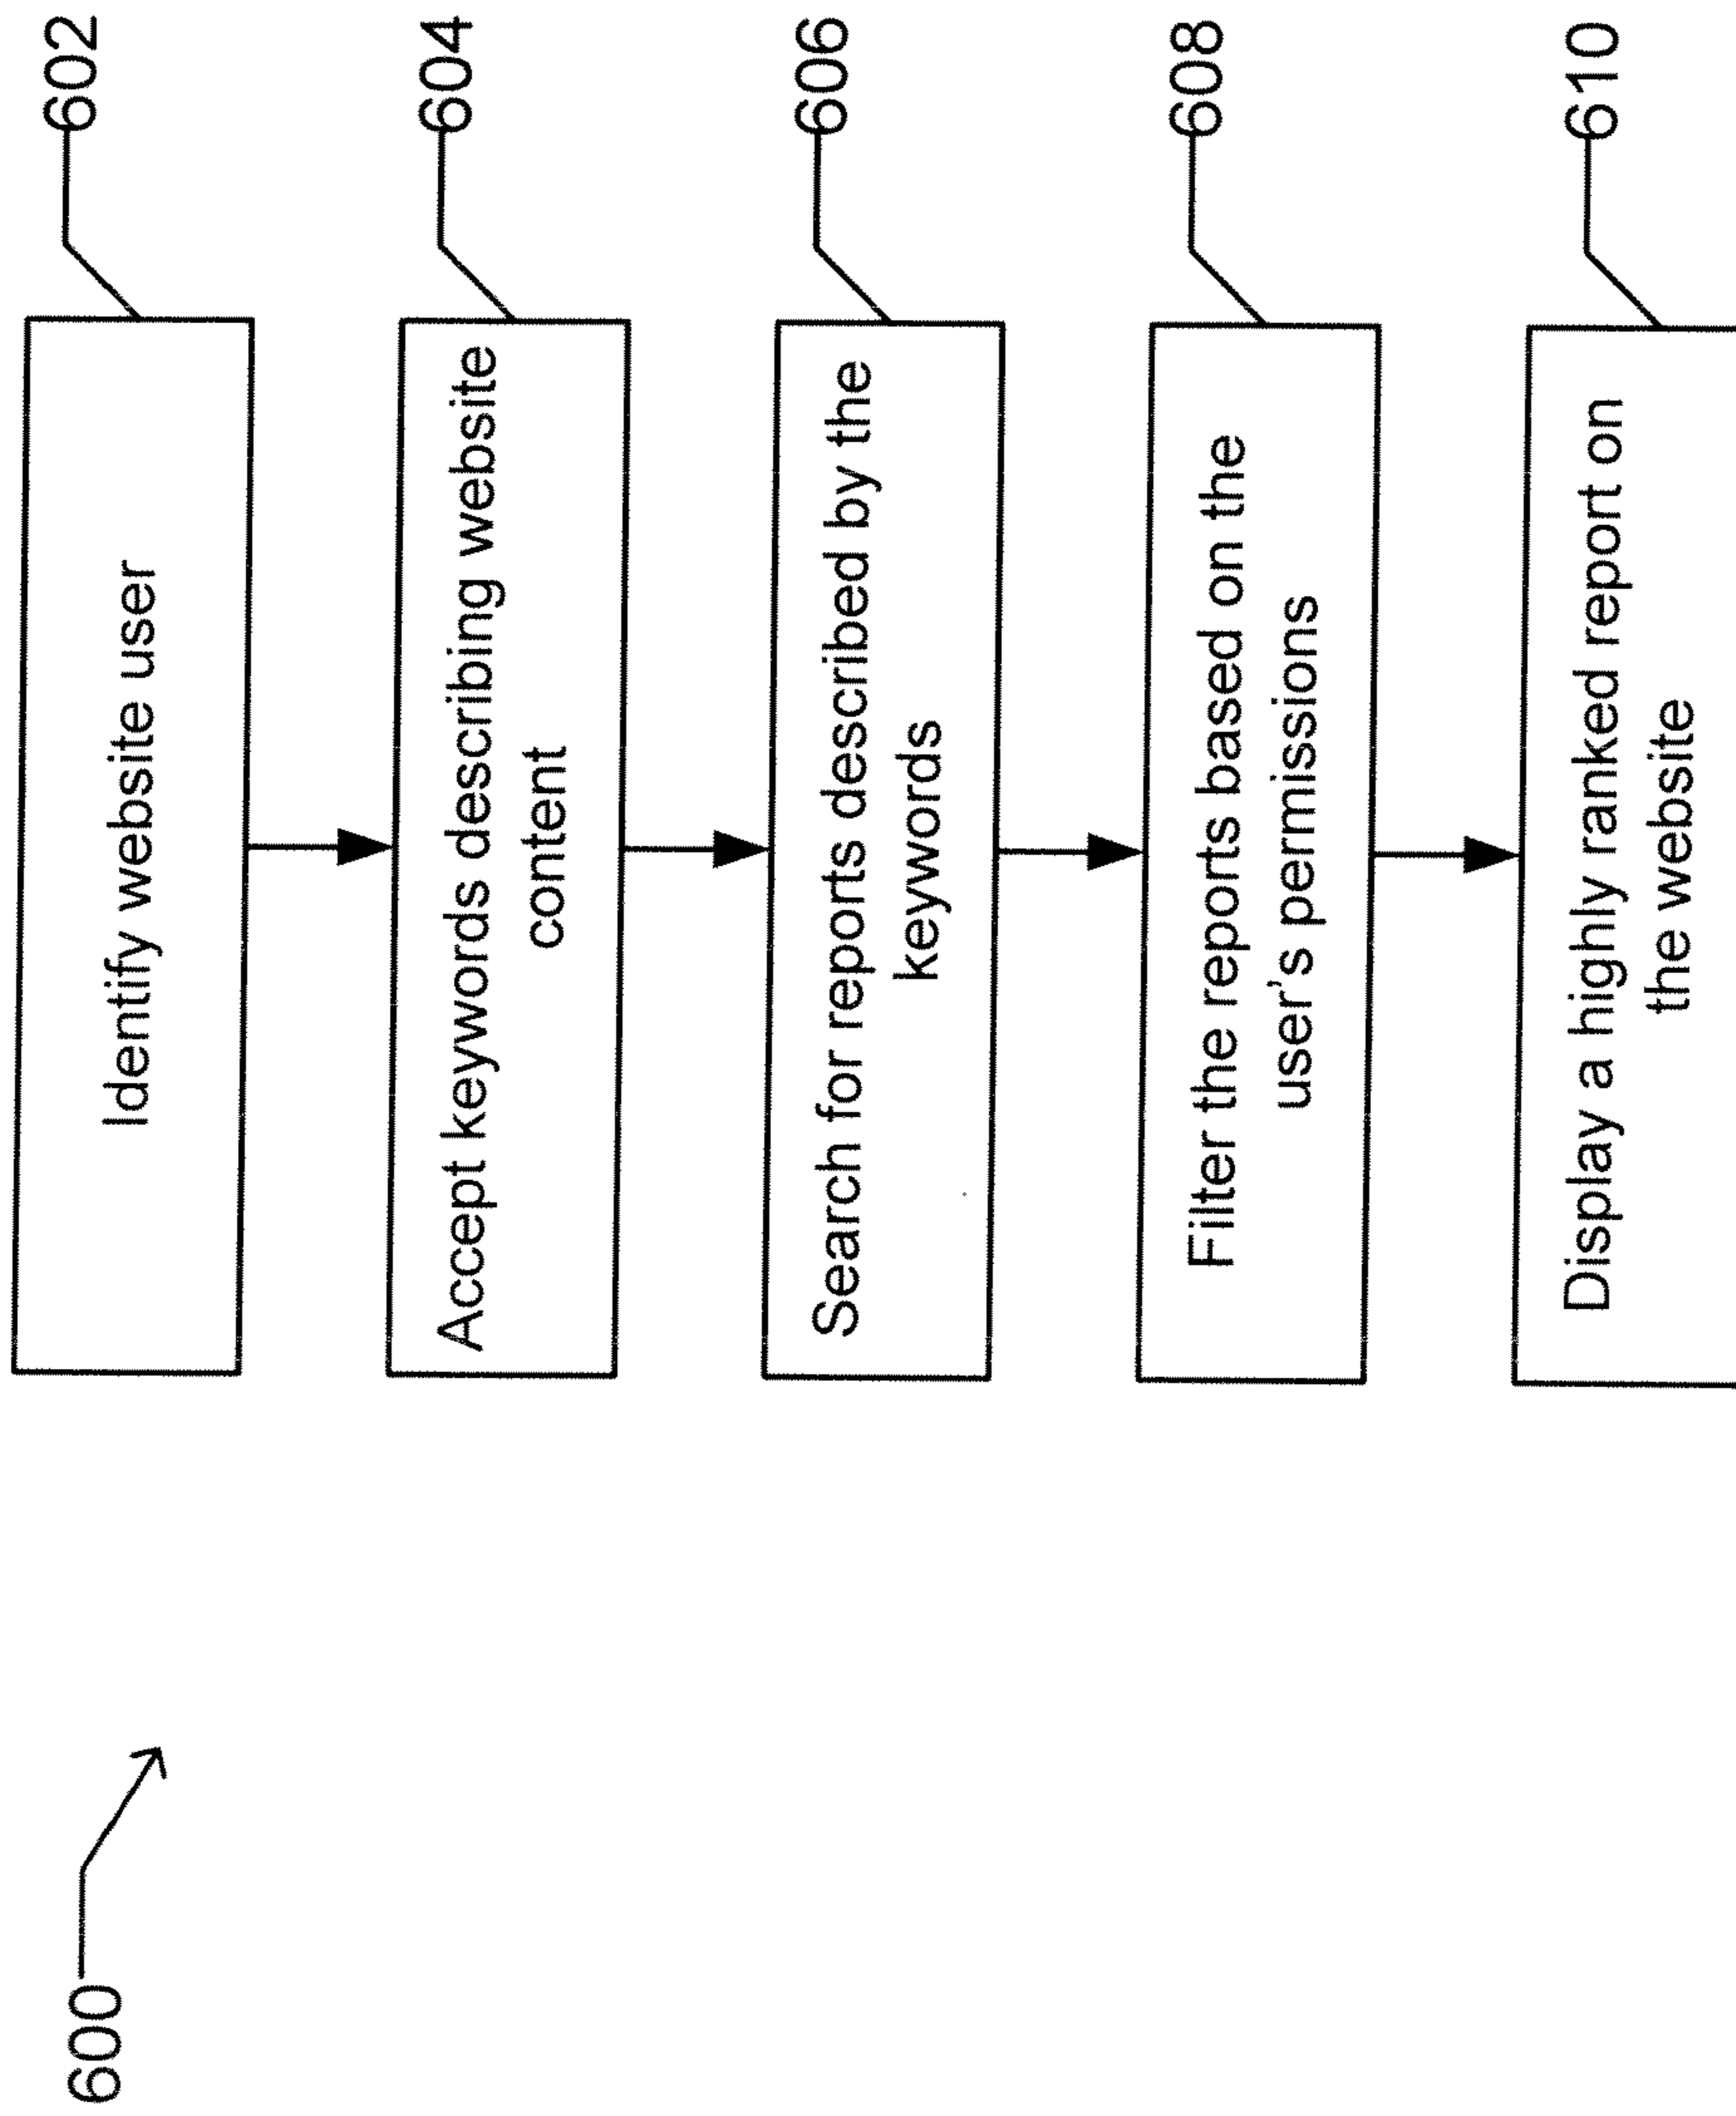 600
602
Identify website user
604
Accept keywords describing website
content
606
Search for reports described by the
keywords
608
Filter the reports based on the
user's permissions
610
Display a highly ranked report on
the website